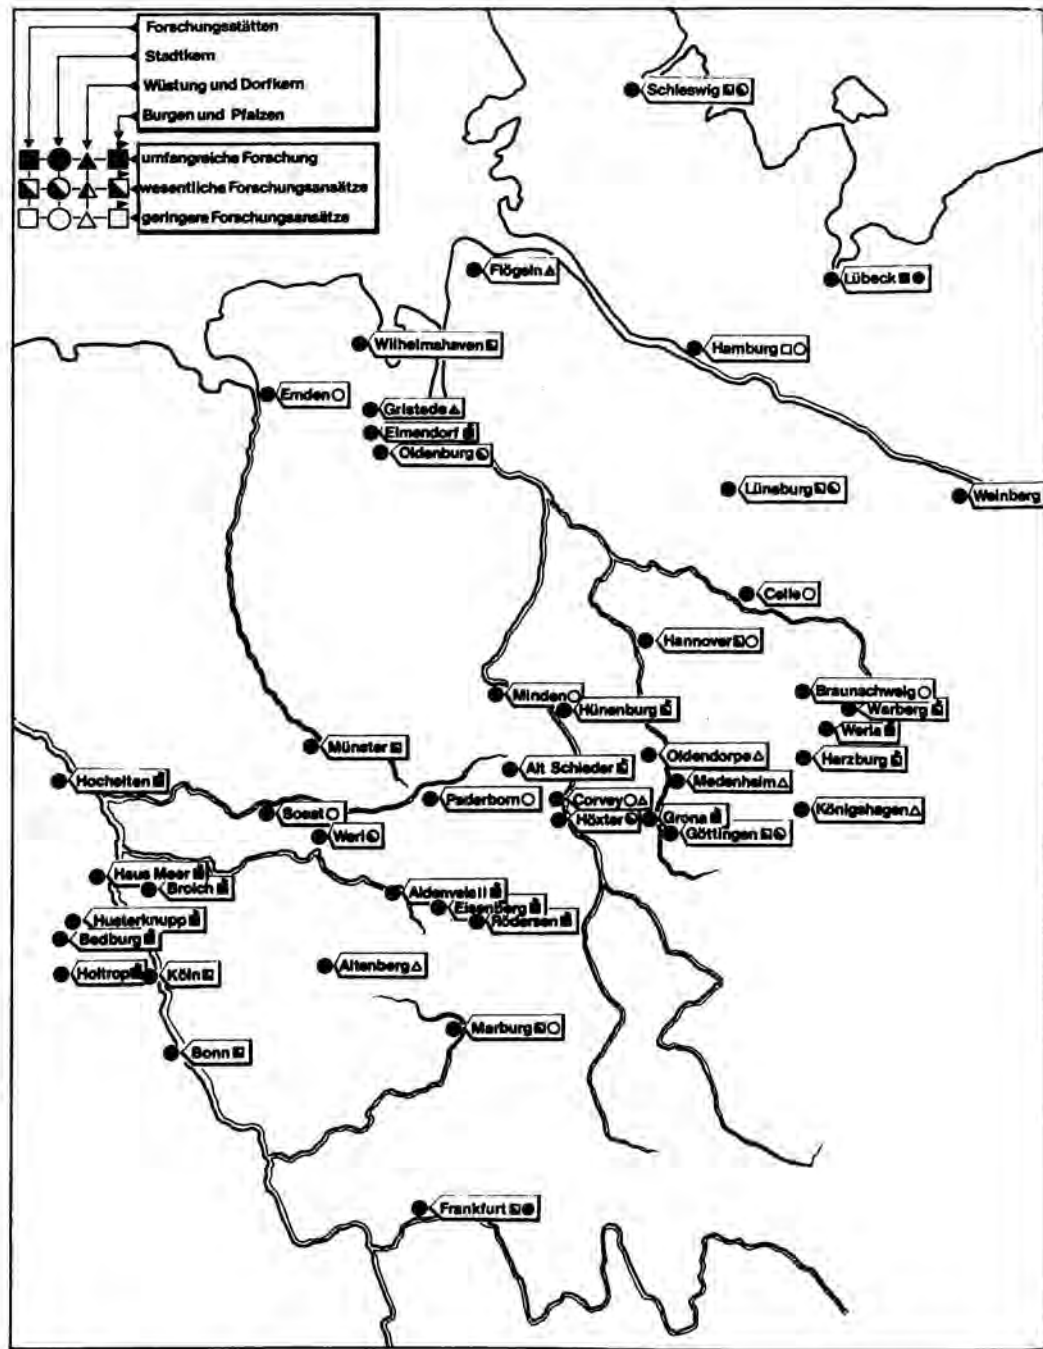 Forschungsstätten
Stadtkern
Wüstung und Dorfkern
Burgen und Pfalzen
umfangreiche Forschung
wesentliche Forschungsansätze
geringere Forschungsansätze
Schleswig
Flögeln
Lübeck
Wilhelmshaven
Hamburg
Emden
Gristede
Elmendorf
Oldenburg
Lüneburg
Weinberg
Celle
Hannover
Minden
Braunschweig
Hünenburg
Warberg
Werla
Münster
Oldendorpe
Harzburg
Alt Schieder
Hochelten
Medenheim
Paderborn
Corvey
Königshagen
Soest
Höxter
Grona
Werl
Göttingen
Haus Meer
Broich
Aldenvels II
Eisenberg
Rödersen
Husterknupp
Bedburg
Holtrop
Köln
Altenberg
Marburg
Bonn
Frankfurt